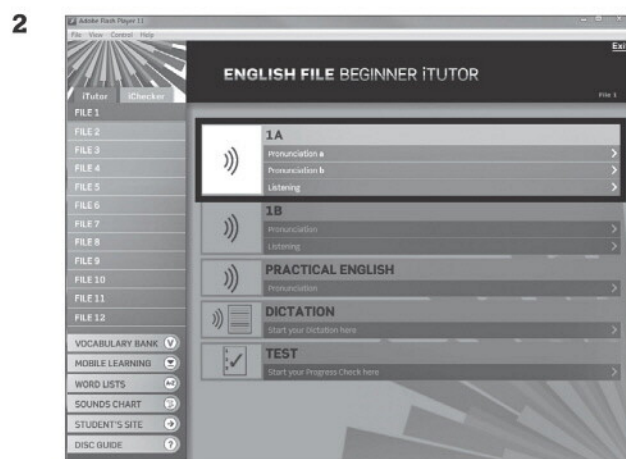 2
Adobe Flash Player 11
File View Control Help
Exi
ENGLISH FILE BEGINNER iTUTOR
iTutor iChecker
File 1
FILE 1
FILE 2
FILE 3
FILE 4
FILE 5
FILE 6
FILE 7
FILE 8
FILE 9
FILE 10
FILE 11
FILE 12
VOCABULARY BANK V
MOBILE LEARNING
WORD LISTS A-Z
SOUNDS CHART
STUDENT'S SITE
DISC GUIDE ?
1A
Pronunciation a
Pronunciation b
Listening
1B
Pronunciation
Listening
PRACTICAL ENGLISH
Pronunciation
DICTATION
Start your Dictation here
TEST
Start your Progress Check here